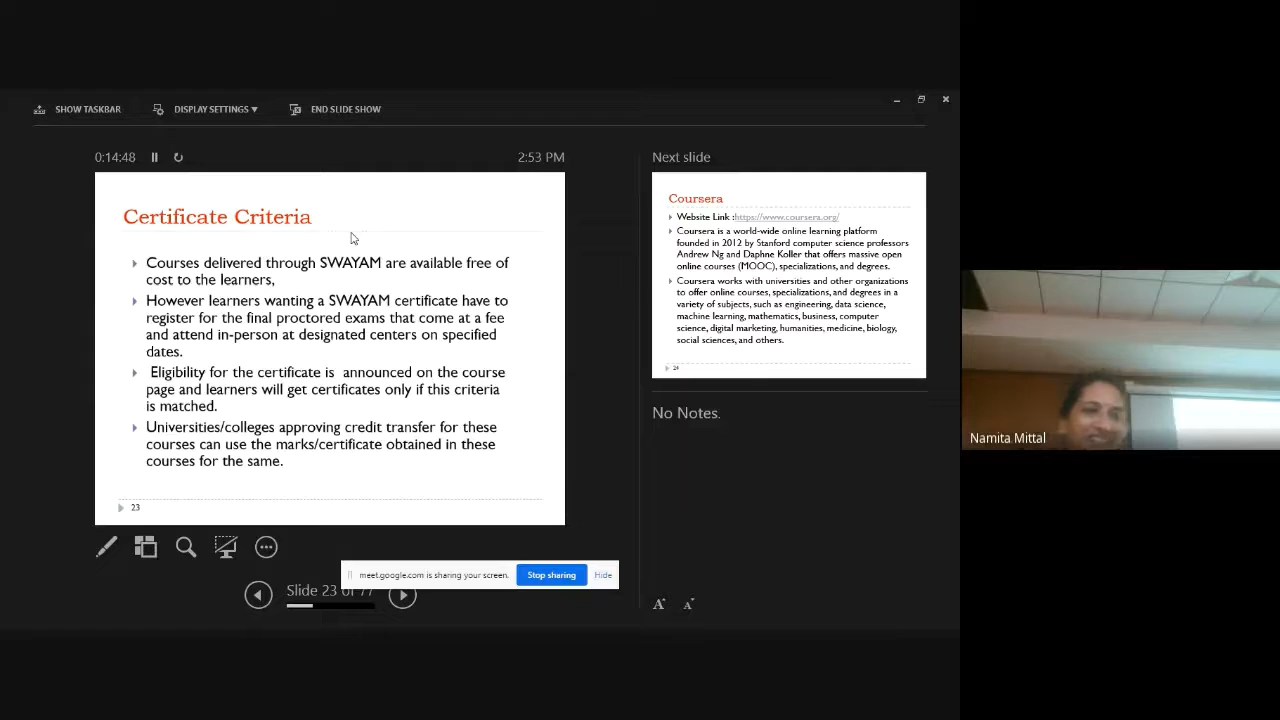 SHOW TASKBAR
DISPLAY SETTINGS
END SLIDE SHOW
0:14:48
2:53 PM
Certificate Criteria
Courses delivered through SWAYAM are available free of
cost to the learners,
However learners wanting a SWAYAM certificate have to
register for the final proctored exams that come at a fee
and attend in-person at designated centers on specified
dates.
Eligibility for the certificate is announced on the course
page and learners will get certificates only if this criteria
is matched.
Universities/colleges approving credit transfer for these
courses can use the marks/certificate obtained in these
courses for the same.
23
meet.google.com is sharing your screen.
Stop sharing
Hide
Slide 23 of 77
Next slide
Coursera
Website Link :https://www.coursera.org/
Coursera is a world-wide online learning platform
founded in 2012 by Stanford computer science professors
Andrew Ng and Daphne Koller that offers massive open
online courses (MOOC), specializations, and degrees.
Coursera works with universities and other organizations
to offer online courses, specializations, and degrees in a
variety of subjects, such as engineering, data science,
machine learning, mathematics, business, computer
science, digital marketing, humanities, medicine, biology,
social sciences, and others.
24
No Notes.
A A
Namita Mittal